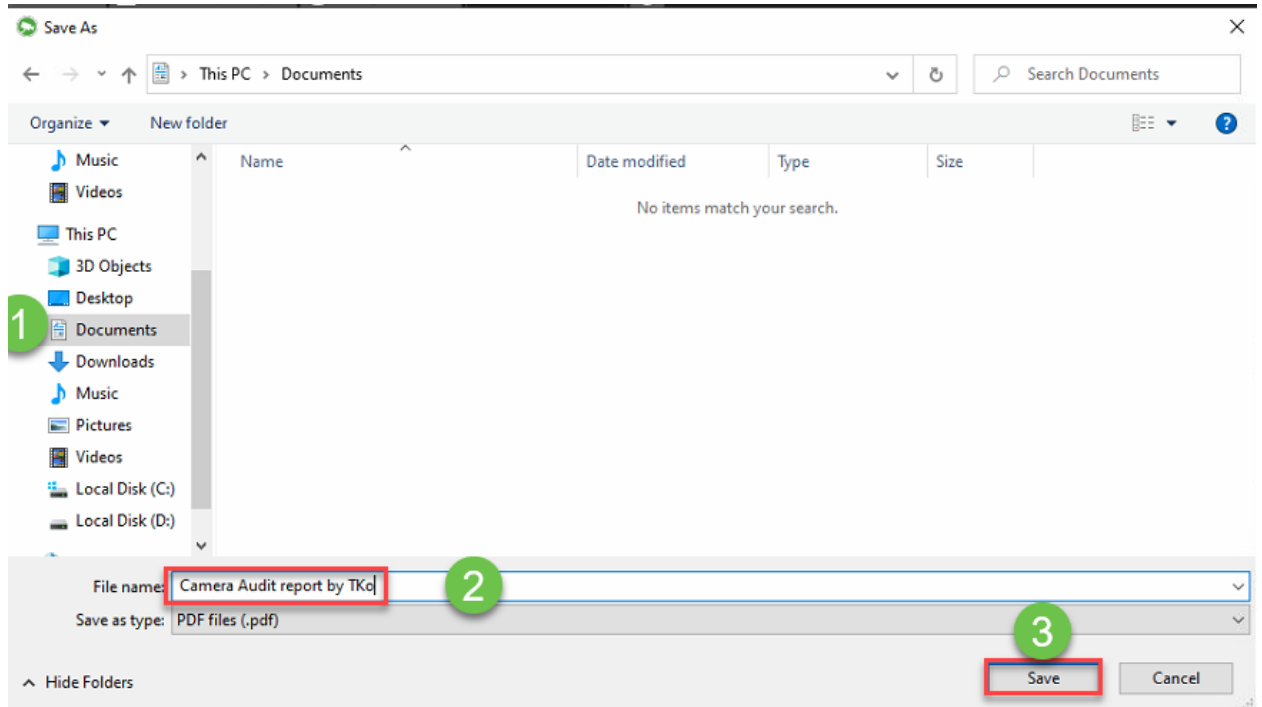 Save As
This PC > Documents
Search Documents
Organize
New folder
?
Name
Date modified
Type
Size
No items match your search.
Music
Videos
This PC
3D Objects
Desktop
1
Documents
Downloads
Music
Pictures
Videos
Local Disk (C:)
Local Disk (D:)
File name: Camera Audit report by TKo
2
Save as type: PDF files (.pdf)
3
Hide Folders
Save
Cancel